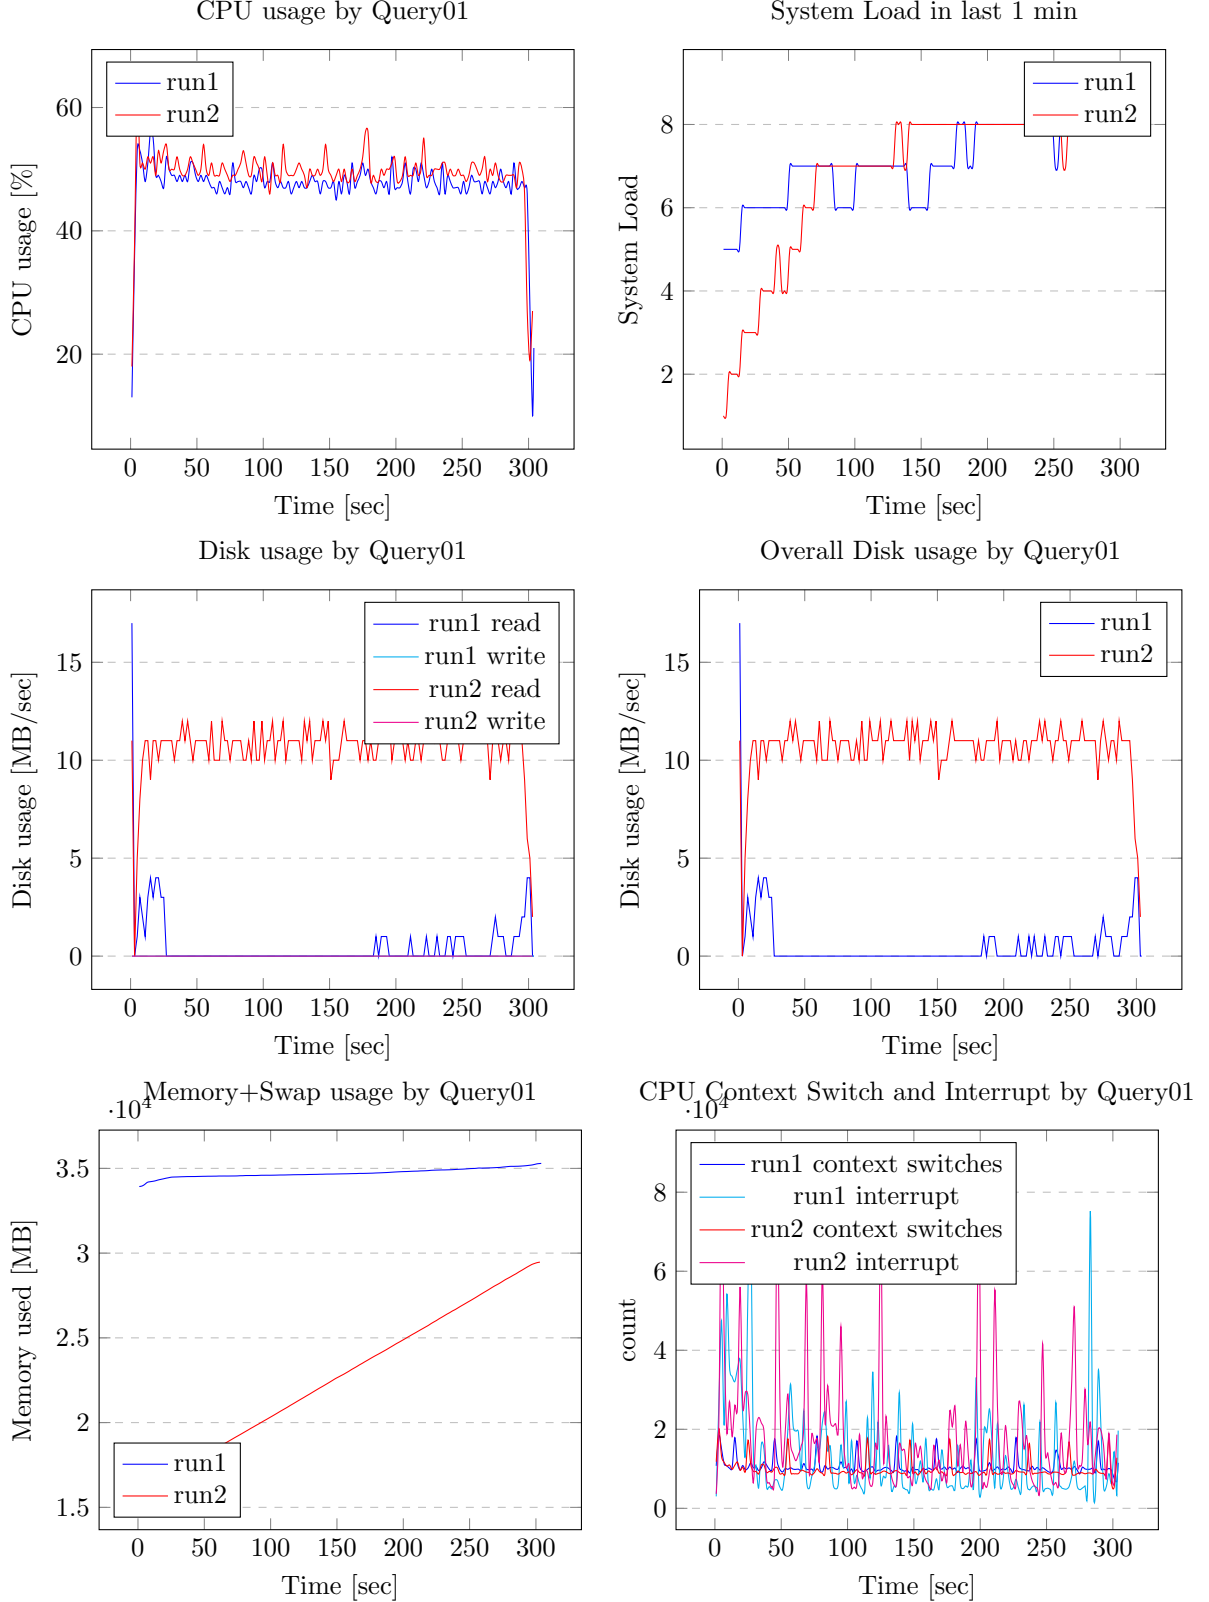 CPU usage by Query01
run1
run2
60
40
20
0 50 100 150 200 250 300
Time [sec]
CPU usage [%]
System Load in last 1 min
run1
run2
8
6
4
2
0 50 100 150 200 250 300
Time [sec]
System Load
Disk usage by Query01
run1 read
run1 write
run2 read
run2 write
15
10
5
0
0 50 100 150 200 250 300
Time [sec]
Disk usage [MB/sec]
Overall Disk usage by Query01
run1
run2
15
10
5
0
0 50 100 150 200 250 300
Time [sec]
Disk usage [MB/sec]
Memory+Swap usage by Query01
·10⁴
3.5
3
2.5
2
1.5
run1
run2
0 50 100 150 200 250 300
Time [sec]
Memory used [MB]
CPU Context Switch and Interrupt by Query01
·10⁴
run1 context switches
run1 interrupt
run2 context switches
run2 interrupt
8
6
4
2
0
0 50 100 150 200 250 300
Time [sec]
count